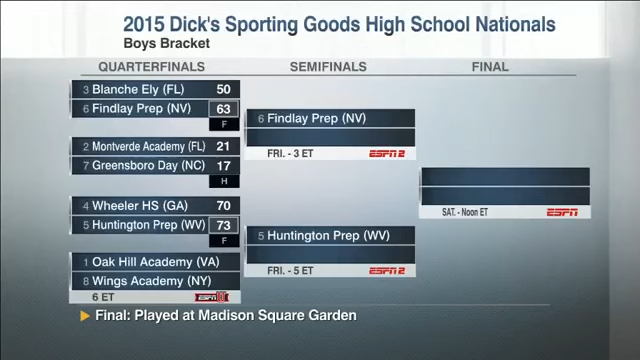 2015 Dick's Sporting Goods High School Nationals
Boys Bracket
QUARTERFINALS
SEMIFINALS
FINAL
3 Blanche Ely (FL) 50
6 Findlay Prep (NV) 63
F
2 Montverde Academy (FL) 21
7 Greensboro Day (NC) 17
H
4 Wheeler HS (GA) 70
5 Huntington Prep (WV) 73
F
1 Oak Hill Academy (VA)
8 Wings Academy (NY)
6 ET ESPNU
6 Findlay Prep (NV)
FRI. - 3 ET ESPN2
5 Huntington Prep (WV)
FRI. - 5 ET ESPN2
SAT. - Noon ET ESPN
Final: Played at Madison Square Garden